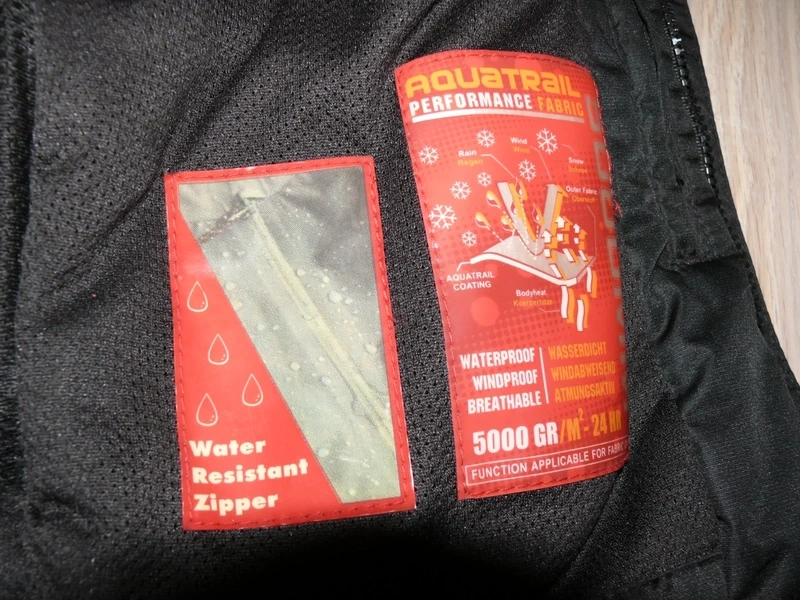 AQUATRAIL
PERFORMANCE FABRIC
Wind
Rain
Regen
Snow
Outer Fabric
AQUATRAIL
COATING
Bodyheat
WATERPROOF
WINDPROOF
BREATHABLE
WASSERDICHT
WINDABWEISEND
ATMUNGSAKTIV
5000 GR/M²- 24 HR
FUNCTION APPLICABLE FOR FABRIC
Water
Resistant
Zipper